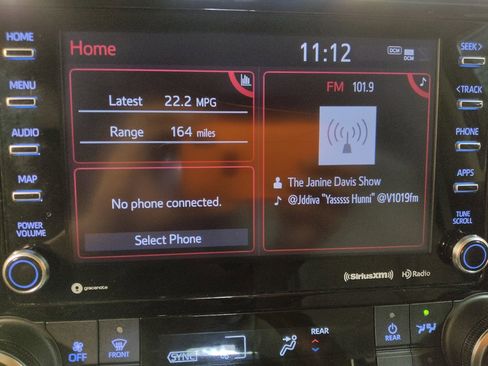 HOME
MENU
AUDIO
MAP
POWER
VOLUME
Home
11:12
DCM
DCM
Latest 22.2 MPG
Range 164 miles
No phone connected.
Select Phone
FM 101.9
The Janine Davis Show
@Jddiva "Yasssss Hunni" @V1019fm
SEEK>
<TRACK
PHONE
APPS
TUNE
SCROLL
gracenote
((SiriusXM))
HD Radio
OFF
FRONT
SYNC
REAR
REAR